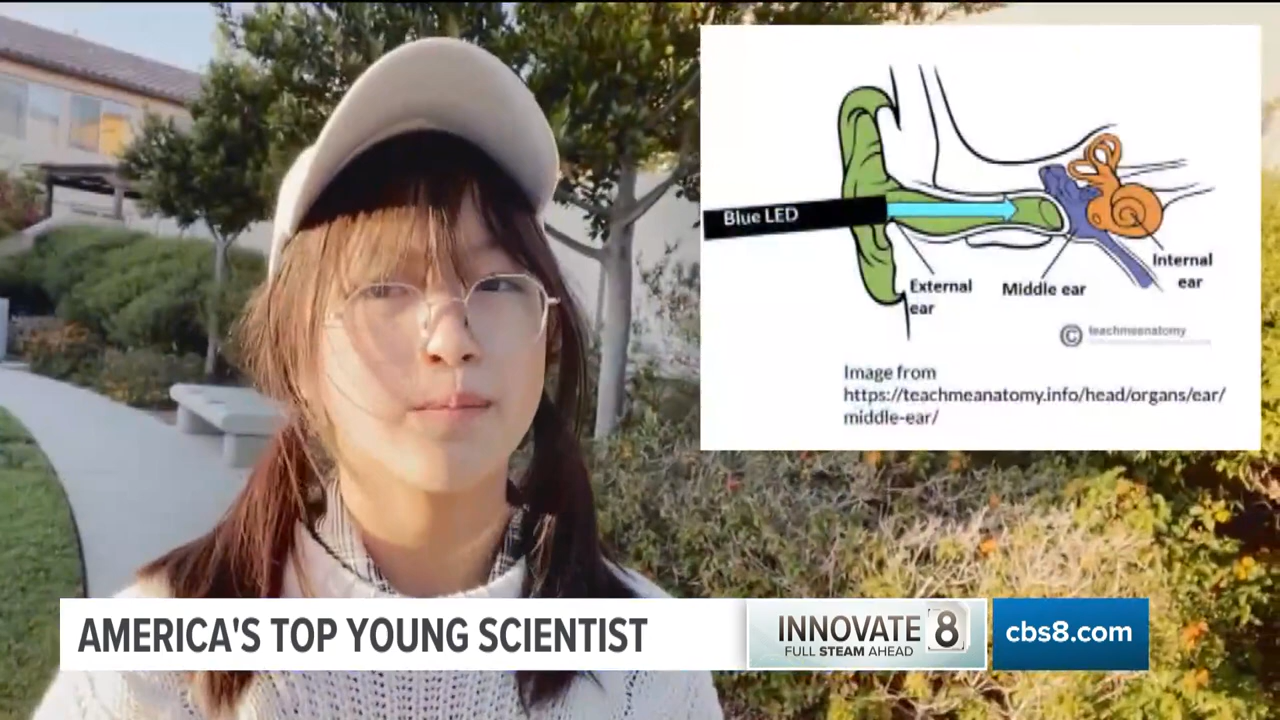 Blue LED
External
ear
Middle ear
Internal
ear
© teachmeanatomy
Image from
https://teachmeanatomy.info/head/organs/ear/
middle-ear/
AMERICA'S TOP YOUNG SCIENTIST
INNOVATE 8
FULL STEAM AHEAD
cbs8.com